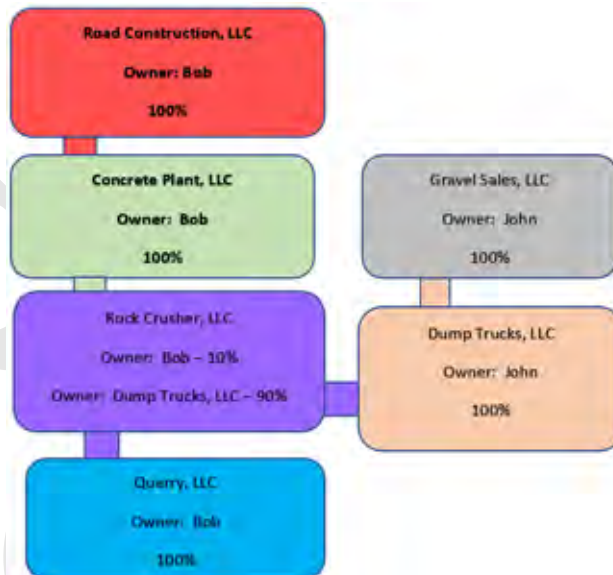 Road Construction, LLC
Owner: Bob
100%
Concrete Plant, LLC
Owner: Bob
100%
Gravel Sales, LLC
Owner: John
100%
Rock Crusher, LLC
Owner: Bob – 10%
Owner: Dump Trucks, LLC – 90%
Dump Trucks, LLC
Owner: John
100%
Querry, LLC
Owner: Bob
100%